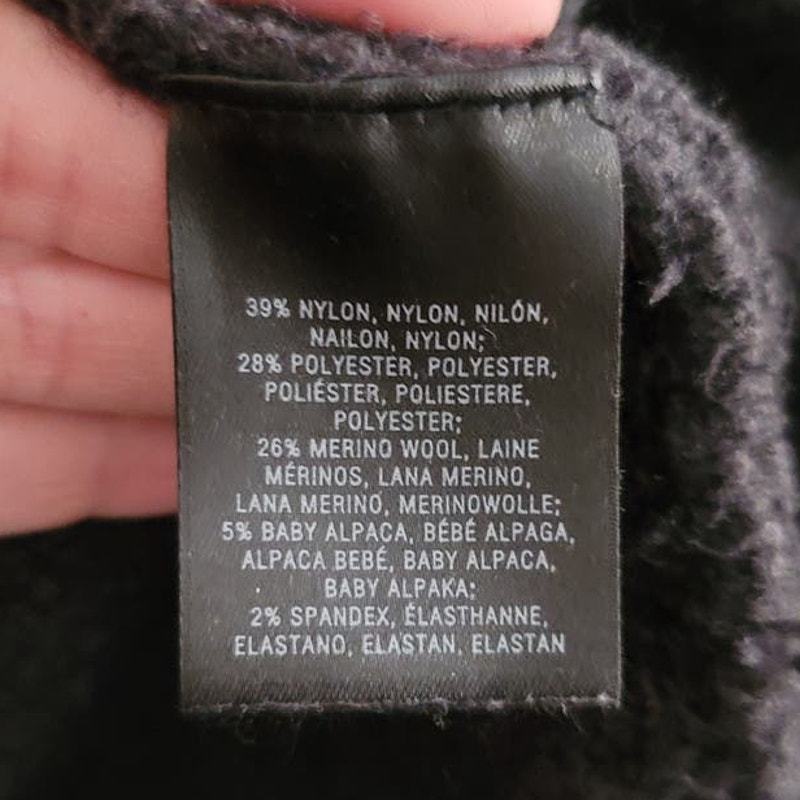 39% NYLON, NYLON, NILÓN,
NAILON, NYLON;
28% POLYESTER, POLYESTER,
POLIÉSTER, POLIESTERE,
POLYESTER;
26% MERINO WOOL, LAINE
MÉRINOS, LANA MERINO,
LANA MERINO, MERINOWOLLE;
5% BABY ALPACA, BÉBÉ ALPAGA,
ALPACA BEBÉ, BABY ALPACA,
BABY ALPAKA;
2% SPANDEX, ÉLASTHANNE,
ELASTANO, ELASTAN, ELASTAN